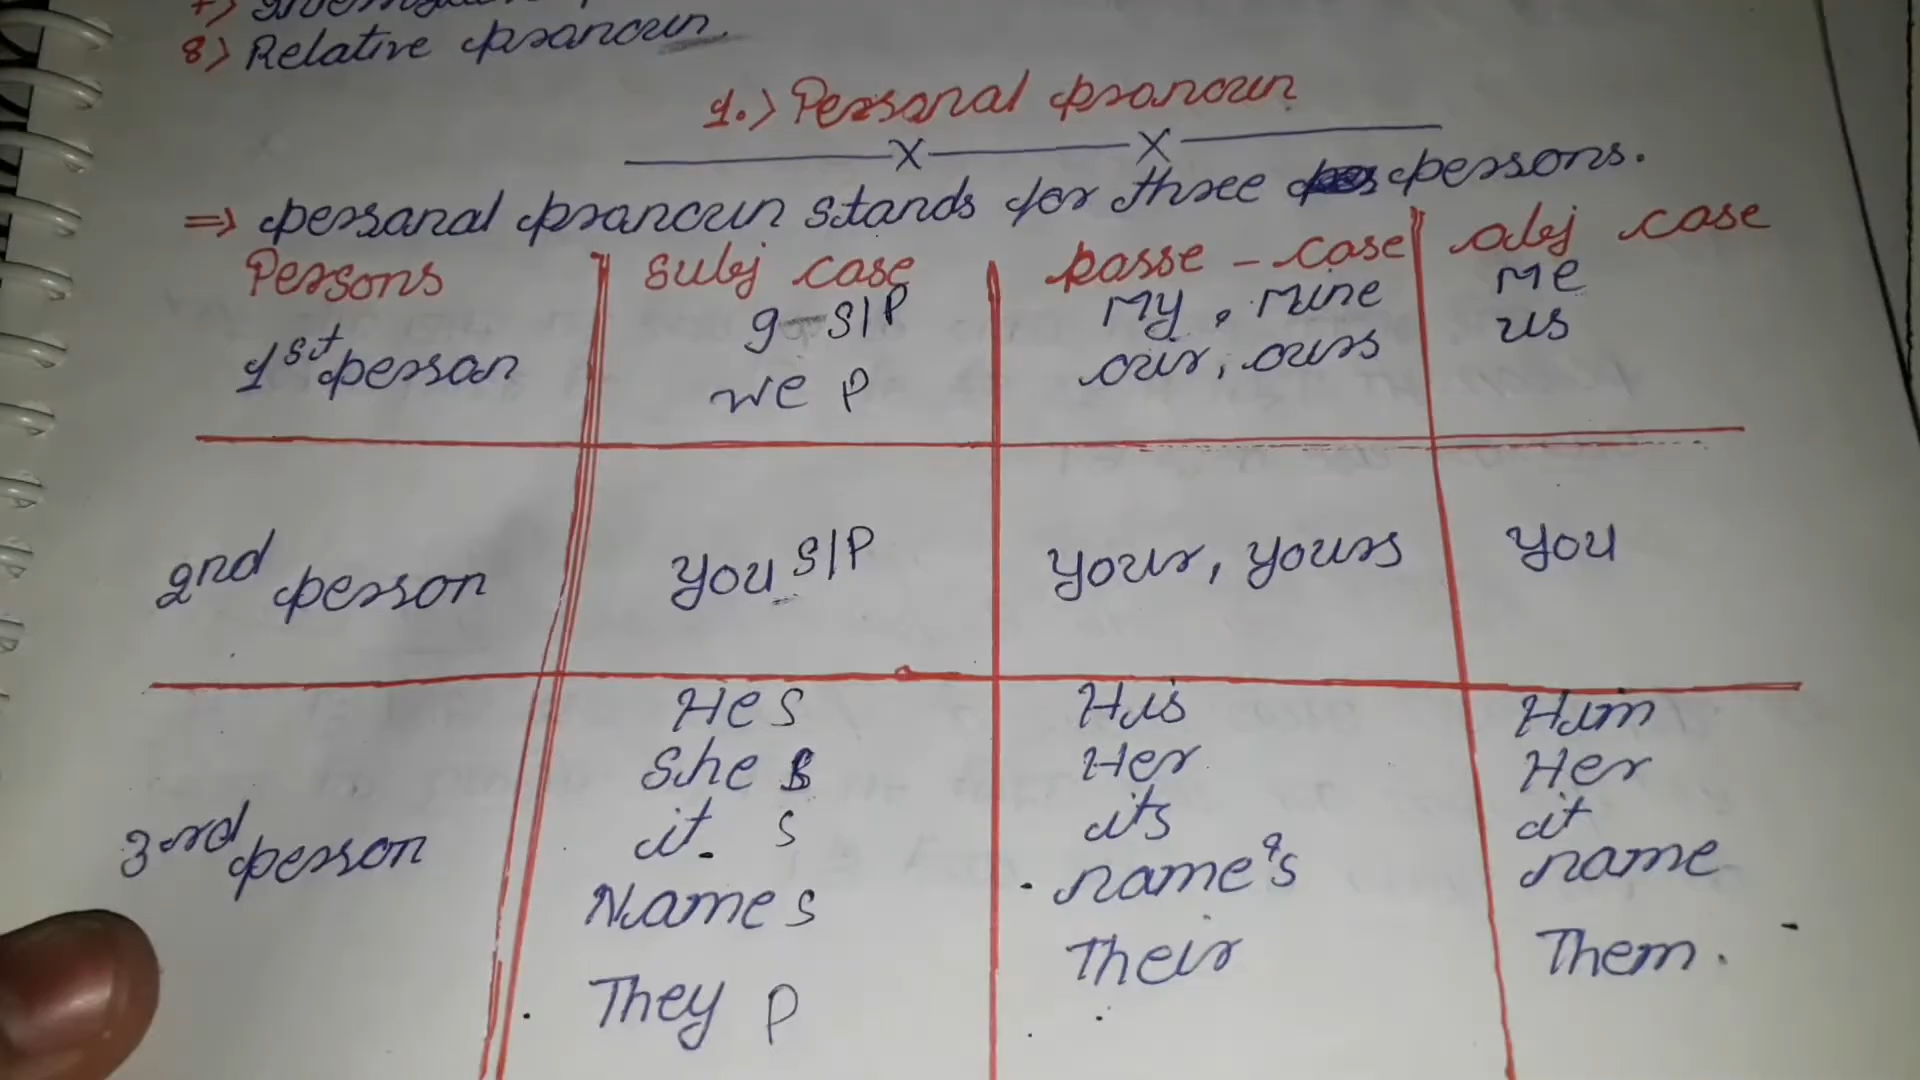 8> Relative pronoun.
1.> Personal pronoun
=> personal pronoun stands for three persons.
Persons subj case posse - case obj case
1st person I - S/P my, mine me
we P our, ours us
2nd person you S/P your, yours you
3rd person
He S His Him
She S Her Her
it. S its it
Name S name's name
They P Their Them.